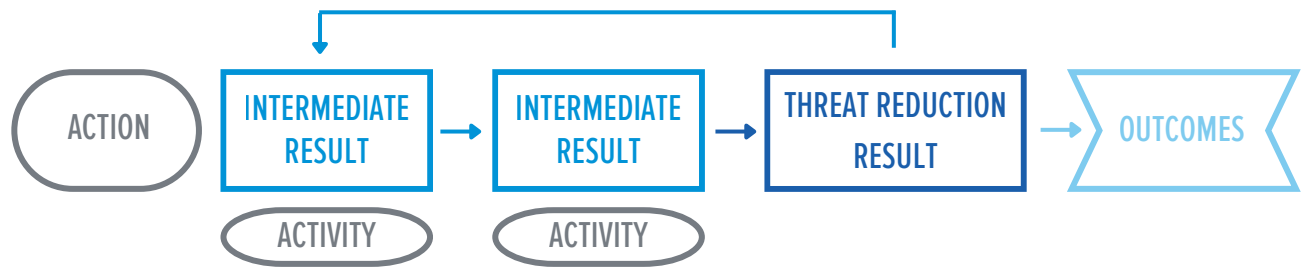 ACTION
INTERMEDIATE
RESULT
INTERMEDIATE
RESULT
THREAT REDUCTION
RESULT
OUTCOMES
ACTIVITY
ACTIVITY